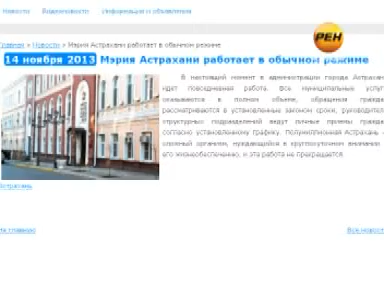 Новости Видеоновости Информация и объявления
Главная > Новости > Мэрия Астрахани работает в обычном режиме
РЕН
14 ноября 2013 Мэрия Астрахани работает в обычном режиме
В настоящий момент в администрации города Астрахан
идет повседневная работа. Все муниципальные услуг
оказываются в полном объеме, обращения гражда
рассматриваются в установленные законом сроки, руководител
структурных подразделений ведут личные приемы гражда
согласно установленному графику. Полумиллионная Астрахань -
сложный организм, нуждающийся в круглосуточном внимании
его жизнеобеспечению, и эта работа не прекращается.
Астрахань
На главную Все новост